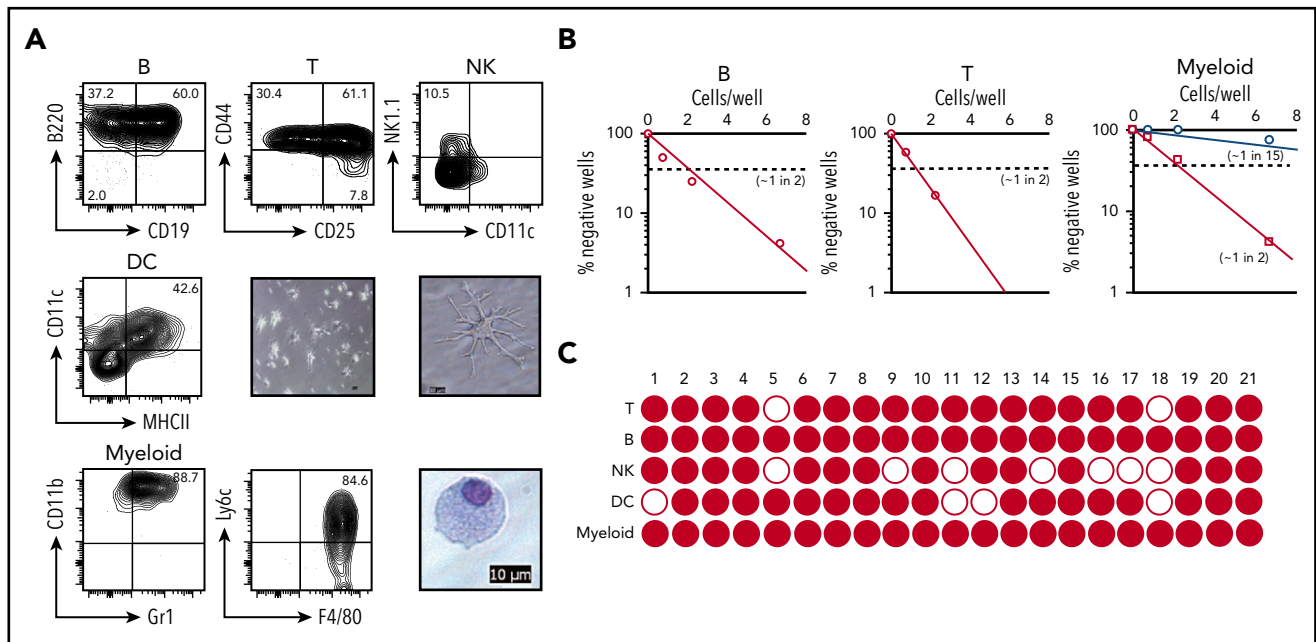 A
B
37.2
60.0
2.0
B220
CD19
T
30.4
61.1
7.8
CD44
CD25
NK
10.5
NK1.1
CD11c
DC
42.6
CD11c
MHCII
Myeloid
88.7
CD11b
Gr1
84.6
Ly6c
F4/80
10 μm
B
B
Cells/well
0 2 4 6 8
100
10
1
% negative wells
(~1 in 2)
T
Cells/well
0 2 4 6 8
100
10
1
% negative wells
(~1 in 2)
Myeloid
Cells/well
0 2 4 6 8
100
10
1
% negative wells
(~1 in 15)
(~1 in 2)
C
1 2 3 4 5 6 7 8 9 10 11 12 13 14 15 16 17 18 19 20 21
T
B
NK
DC
Myeloid